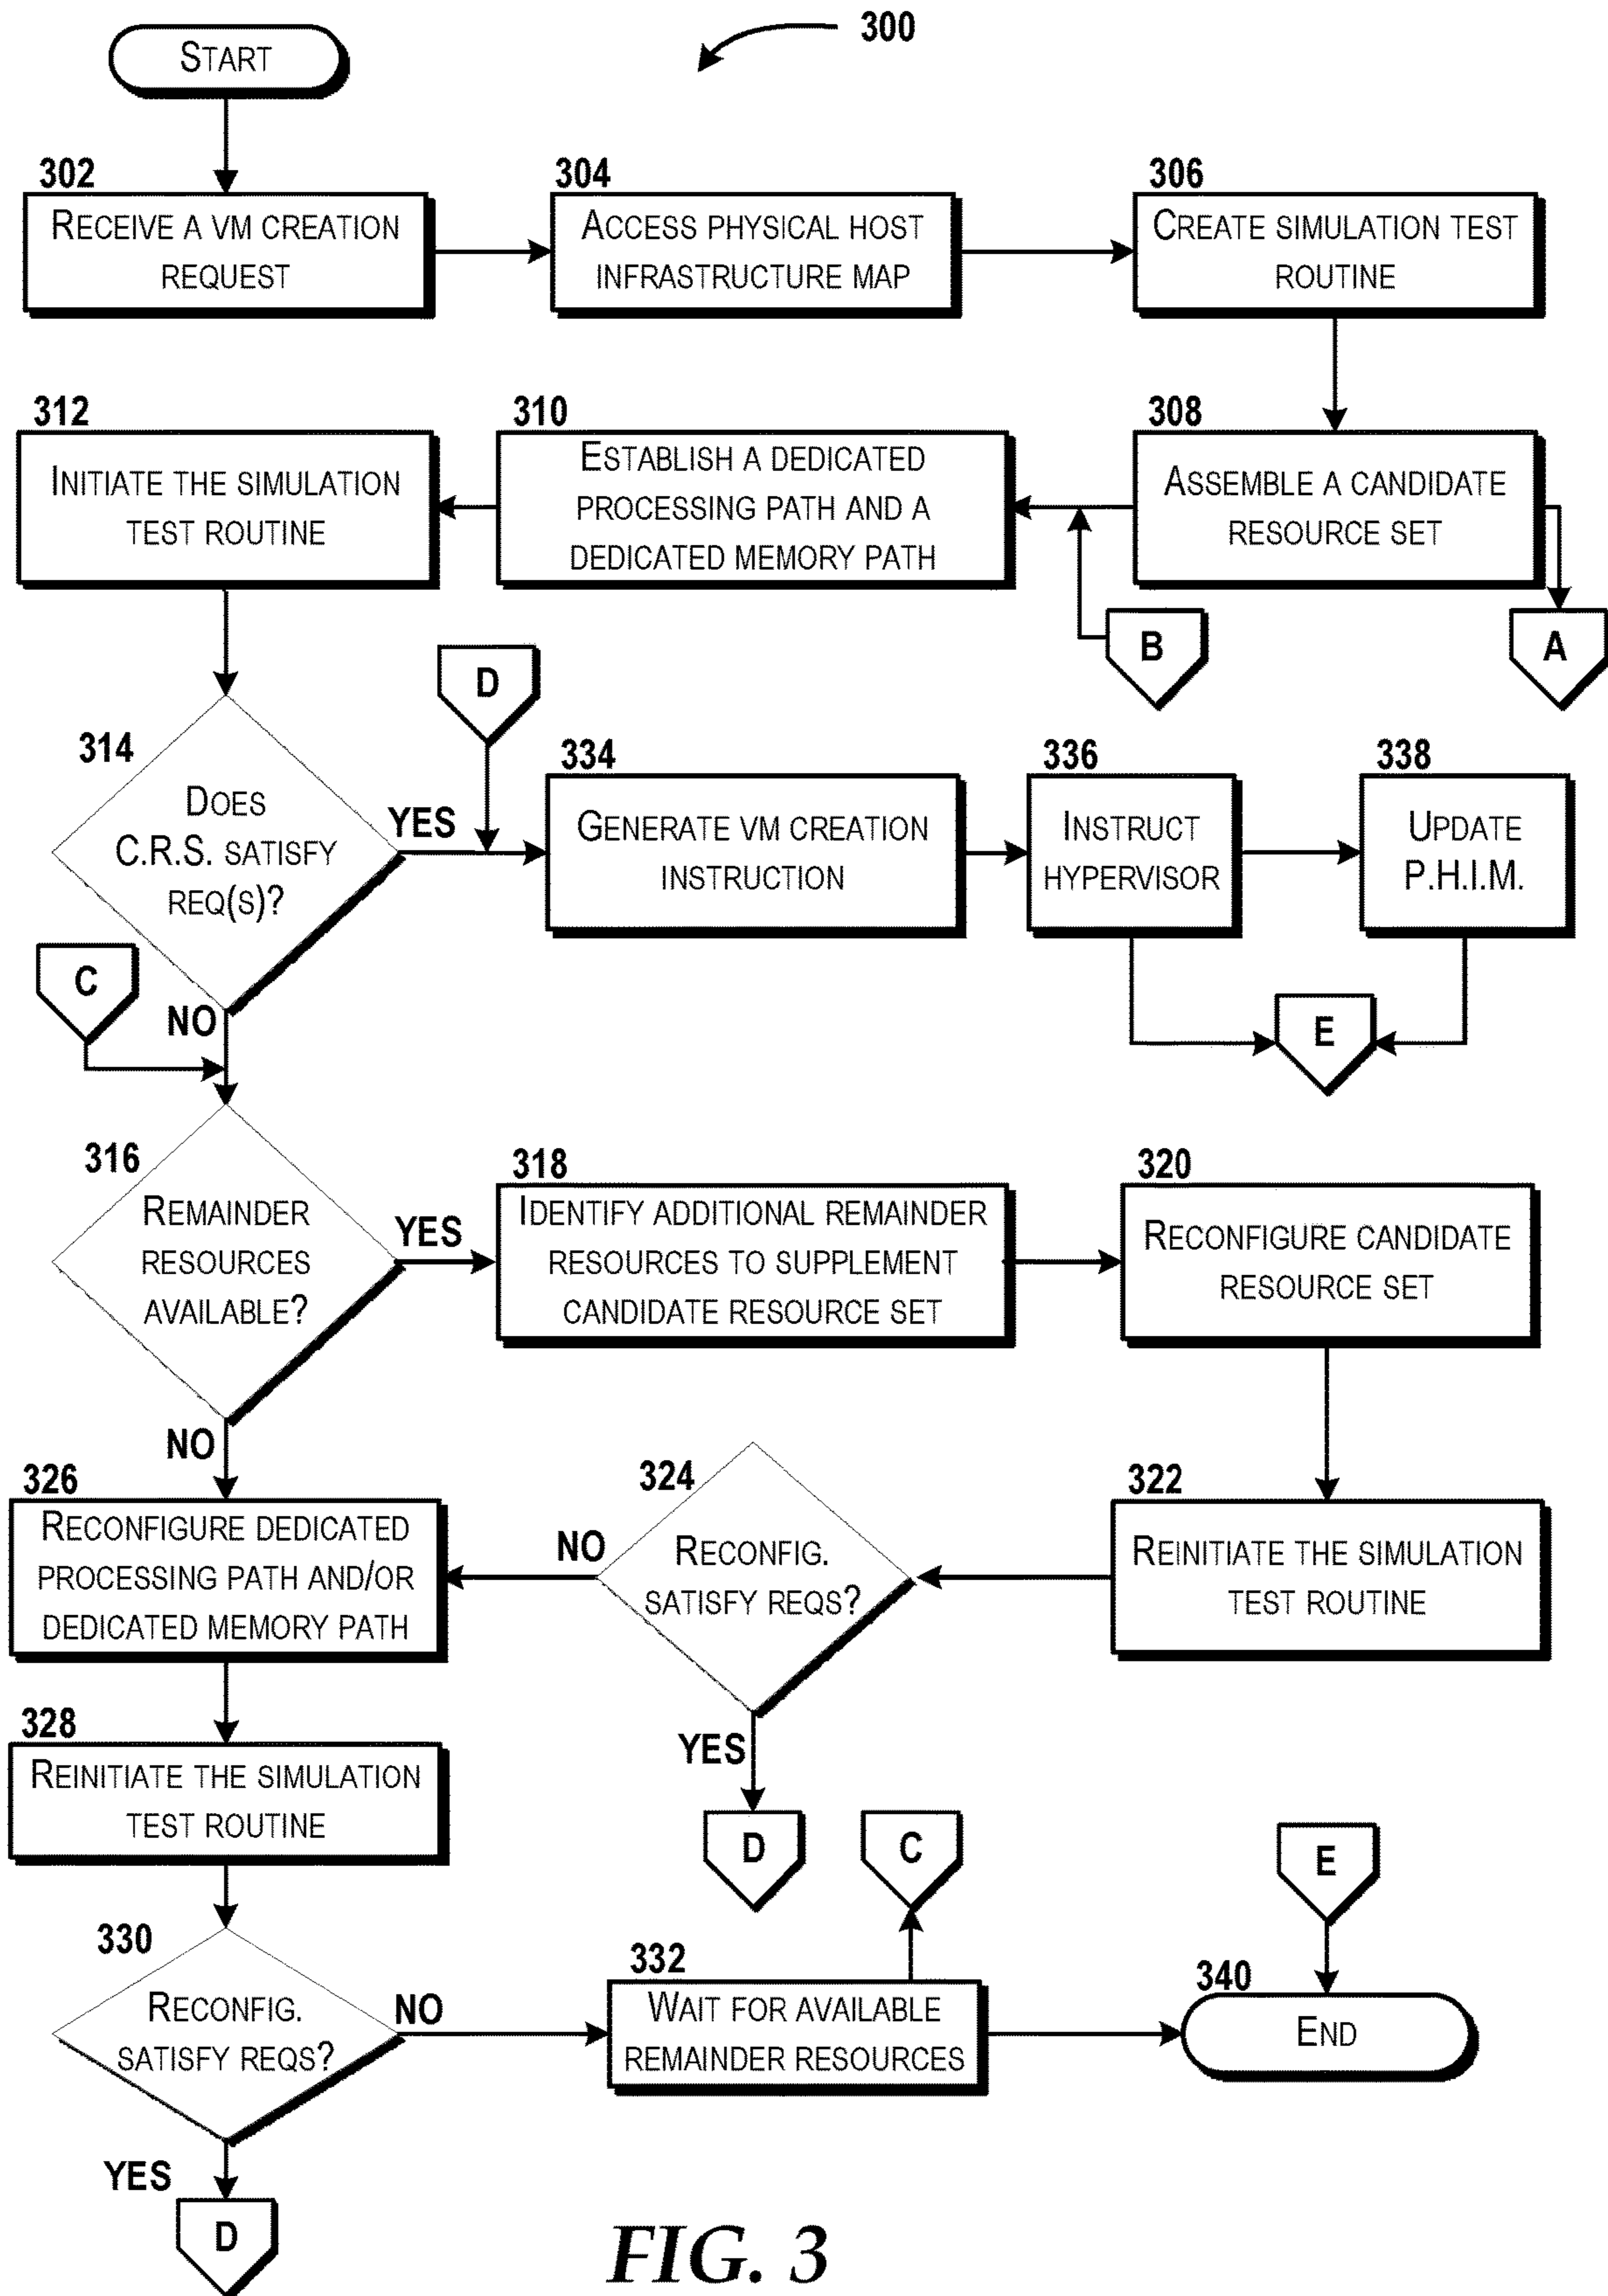 300
START
302
RECEIVE A VM CREATION
REQUEST
304
ACCESS PHYSICAL HOST
INFRASTRUCTURE MAP
306
CREATE SIMULATION TEST
ROUTINE
312
INITIATE THE SIMULATION
TEST ROUTINE
310
ESTABLISH A DEDICATED
PROCESSING PATH AND A
DEDICATED MEMORY PATH
308
ASSEMBLE A CANDIDATE
RESOURCE SET
B
A
D
314
DOES
C.R.S. SATISFY
REQ(S)?
YES
334
GENERATE VM CREATION
INSTRUCTION
336
INSTRUCT
HYPERVISOR
338
UPDATE
P.H.I.M.
C
NO
E
316
REMAINDER
RESOURCES
AVAILABLE?
YES
318
IDENTIFY ADDITIONAL REMAINDER
RESOURCES TO SUPPLEMENT
CANDIDATE RESOURCE SET
320
RECONFIGURE CANDIDATE
RESOURCE SET
NO
326
RECONFIGURE DEDICATED
PROCESSING PATH AND/OR
DEDICATED MEMORY PATH
NO
324
RECONFIG.
SATISFY REQS?
322
REINITIATE THE SIMULATION
TEST ROUTINE
YES
328
REINITIATE THE SIMULATION
TEST ROUTINE
D
C
E
330
RECONFIG.
SATISFY REQS?
NO
332
WAIT FOR AVAILABLE
REMAINDER RESOURCES
340
END
YES
D
FIG. 3